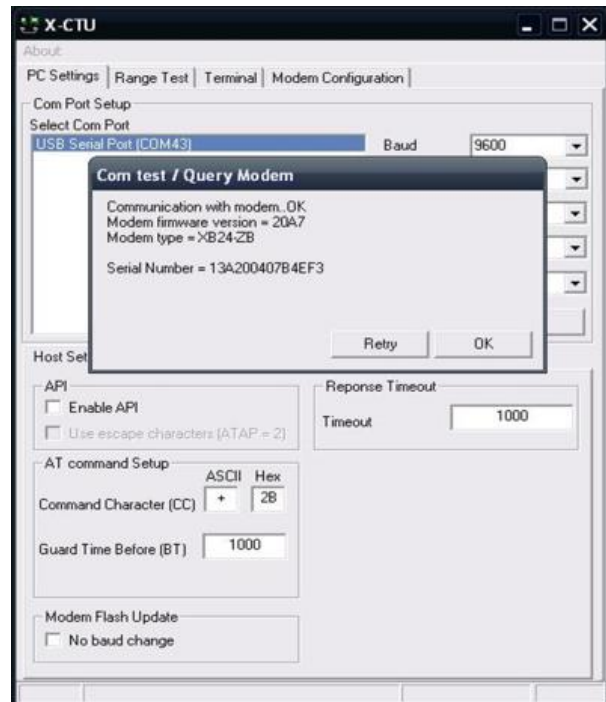 X-CTU
About
PC Settings Range Test Terminal Modem Configuration
Com Port Setup
Select Com Port
USB Serial Port (COM43) Baud 9600
Com test / Query Modem
Communication with modem..OK
Modem firmware version = 20A7
Modem type = XB24-ZB
Serial Number = 13A200407B4EF3
Retry OK
Host Set
API Reponse Timeout
Enable API
Timeout 1000
Use escape characters (ATAP = 2)
AT command Setup
ASCII Hex
Command Character (CC) + 2B
Guard Time Before (BT) 1000
Modem Flash Update
No baud change